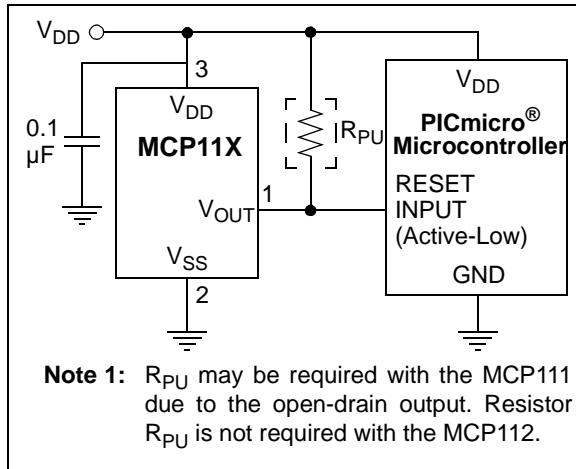 VDD
3
VDD
MCP11X
0.1
µF
VOUT
1
VSS
2
RPU
VDD
PICmicro®
Microcontroller
RESET
INPUT
(Active-Low)
GND
Note 1: RPU may be required with the MCP111
due to the open-drain output. Resistor
RPU is not required with the MCP112.